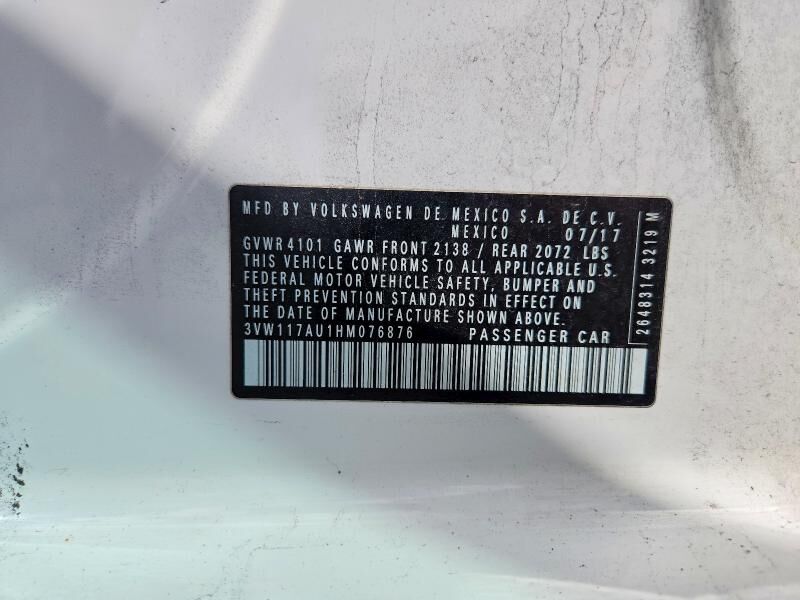 MFD BY VOLKSWAGEN DE MEXICO S.A. DE C.V.
MEXICO 07/17
GVWR 4101 GAWR FRONT 2138 / REAR 2072 LBS
THIS VEHICLE CONFORMS TO ALL APPLICABLE U.S.
FEDERAL MOTOR VEHICLE SAFETY, BUMPER AND
THEFT PREVENTION STANDARDS IN EFFECT ON
THE DATE OF MANUFACTURE SHOWN ABOVE.
3VW117AU1HM076876 PASSENGER CAR
2648314 3219 M